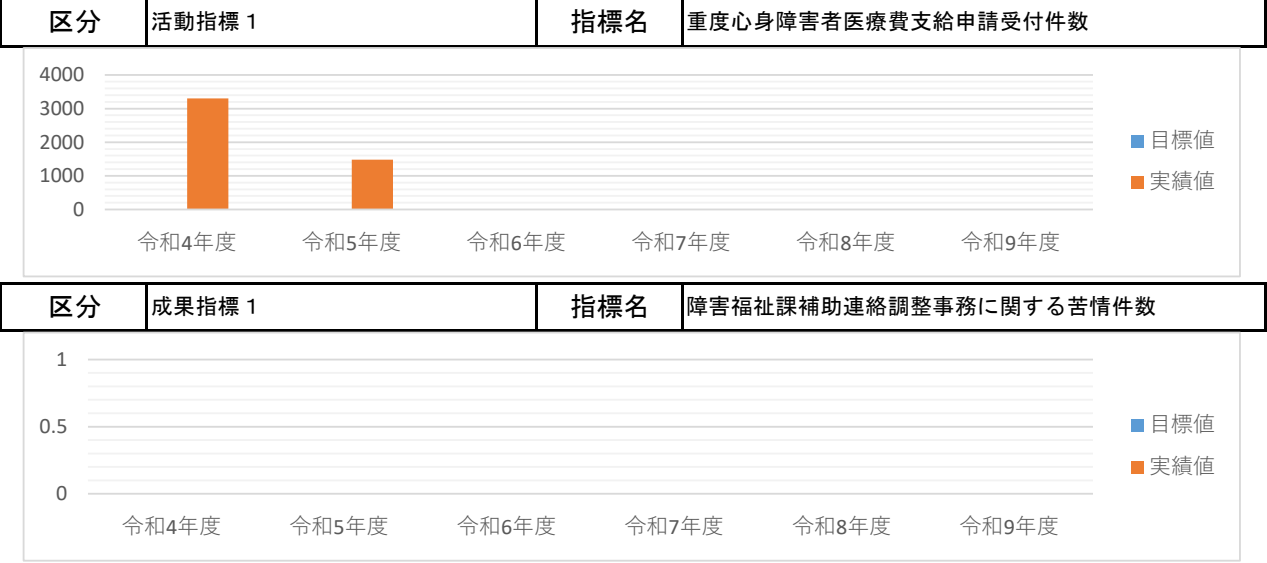 区分 活動指標１ 指標名 重度心身障害者医療費支給申請受付件数
4000
3000
2000
1000
0
令和4年度 令和5年度 令和6年度 令和7年度 令和8年度 令和9年度
目標値
実績値
区分 成果指標１ 指標名 障害福祉課補助連絡調整事務に関する苦情件数
1
0.5
0
令和4年度 令和5年度 令和6年度 令和7年度 令和8年度 令和9年度
目標値
実績値